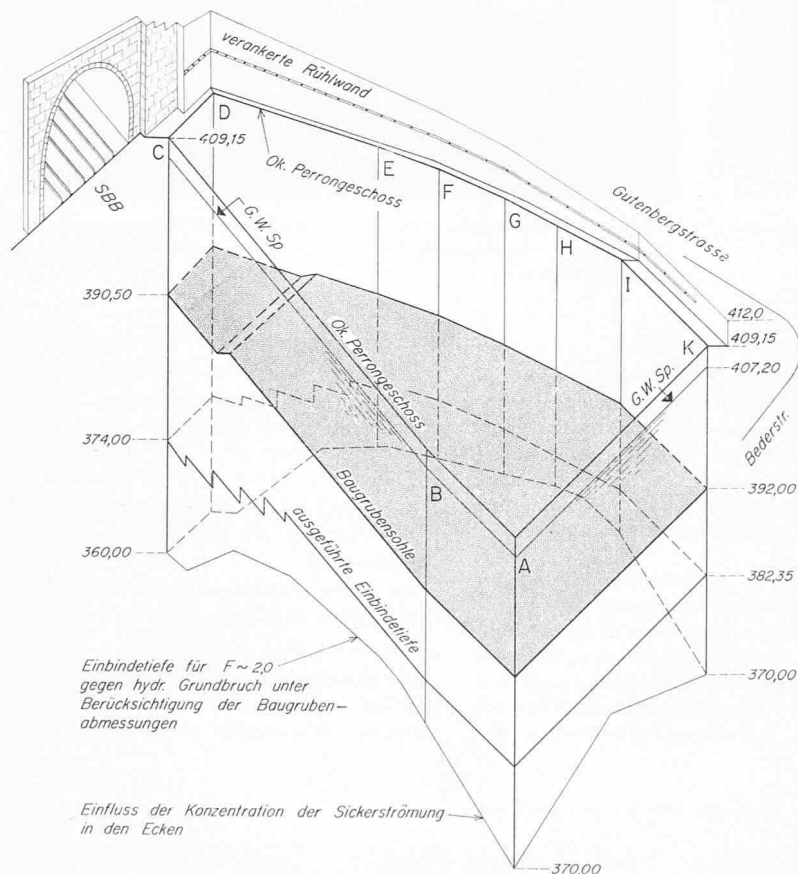 verankerte Rühlwand
D
409,15
C
Ok. Perrongeschoss
E
F
G
H
I
Gutenbergstrasse
SBB
G. W. Sp
390,50
412,0
409,15
K
407,20
G.W. Sp.
Bederstr.
Ok. Perrongeschoss
374,00
B
392,00
Baugrubensohle
A
ausgeführte Einbindetiefe
360,00
382,35
Einbindetiefe für F ~ 2,0
gegen hydr. Grundbruch unter
Berücksichtigung der Baugruben–
abmessungen
370,00
Einfluss der Konzentration der Sickerströmung
in den Ecken
370,00